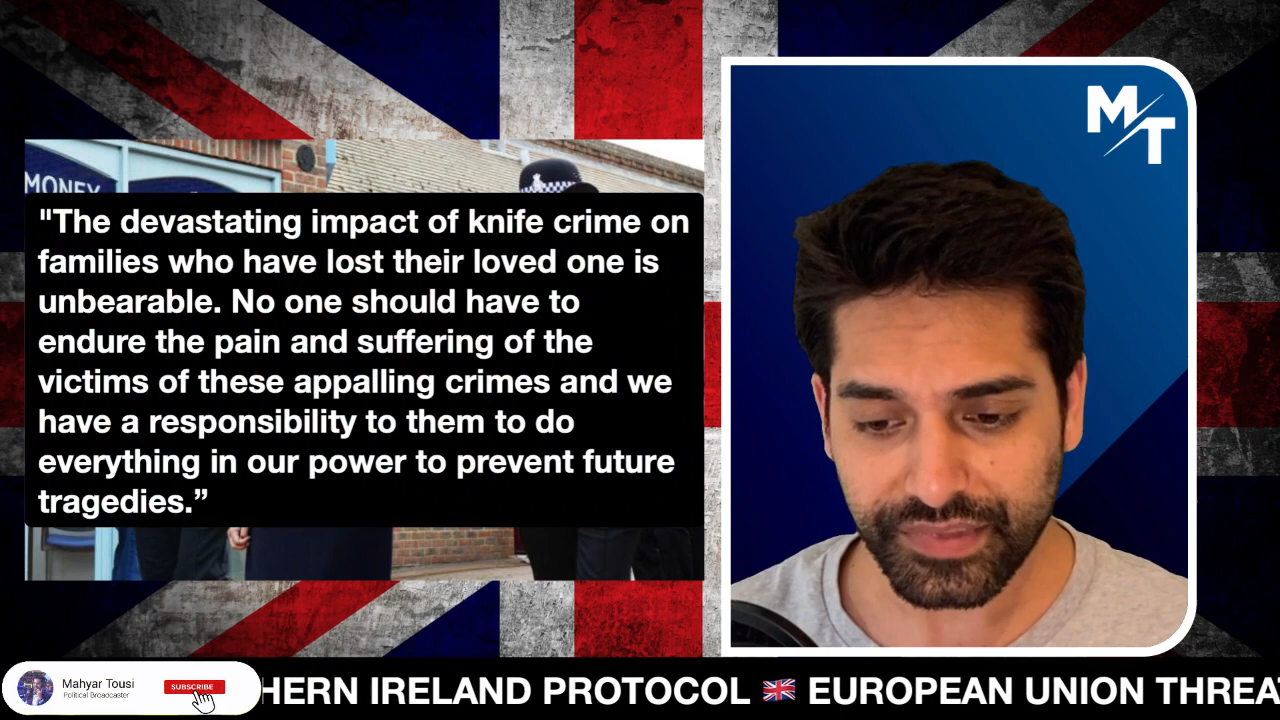 MONEY
"The devastating impact of knife crime on
families who have lost their loved one is
unbearable. No one should have to
endure the pain and suffering of the
victims of these appalling crimes and we
have a responsibility to them to do
everything in our power to prevent future
tragedies.”
M/T
Mahyar Tousi
Political Broadcaster
SUBSCRIBE
HERN IRELAND PROTOCOL 🇬🇧 EUROPEAN UNION THREAT